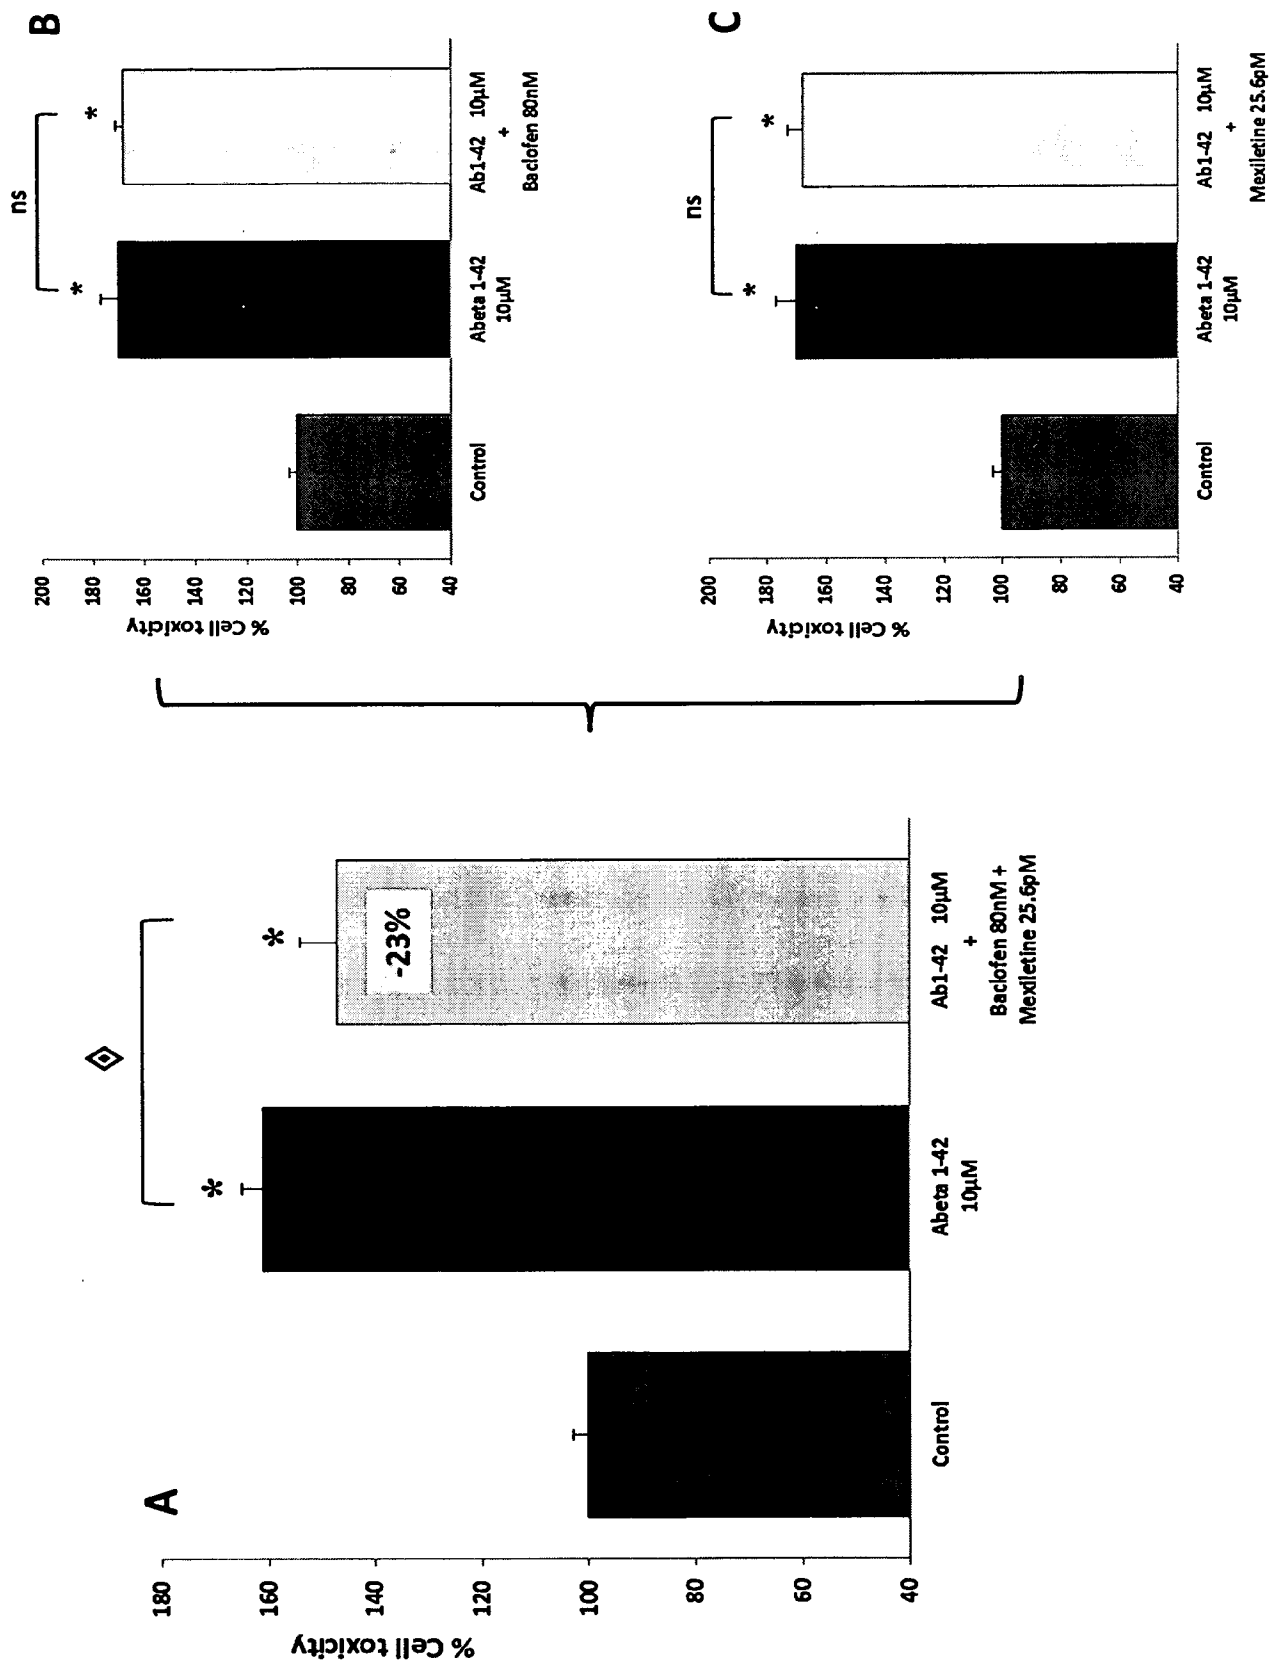 A
% Cell toxicity
180
160
140
120
100
80
60
40
*
*
-23%
Control
Abeta 1-42
10µM
Ab1-42 10µM
+
Baclofen 80nM +
Mexiletine 25.6pM
B
% Cell toxicity
200
180
160
140
120
100
80
60
40
ns
*
*
Control
Abeta 1-42
10µM
Ab1-42 10µM
+
Baclofen 80nM
C
% Cell toxicity
200
180
160
140
120
100
80
60
40
ns
*
*
Control
Abeta 1-42
10µM
Ab1-42 10µM
+
Mexiletine 25.6pM